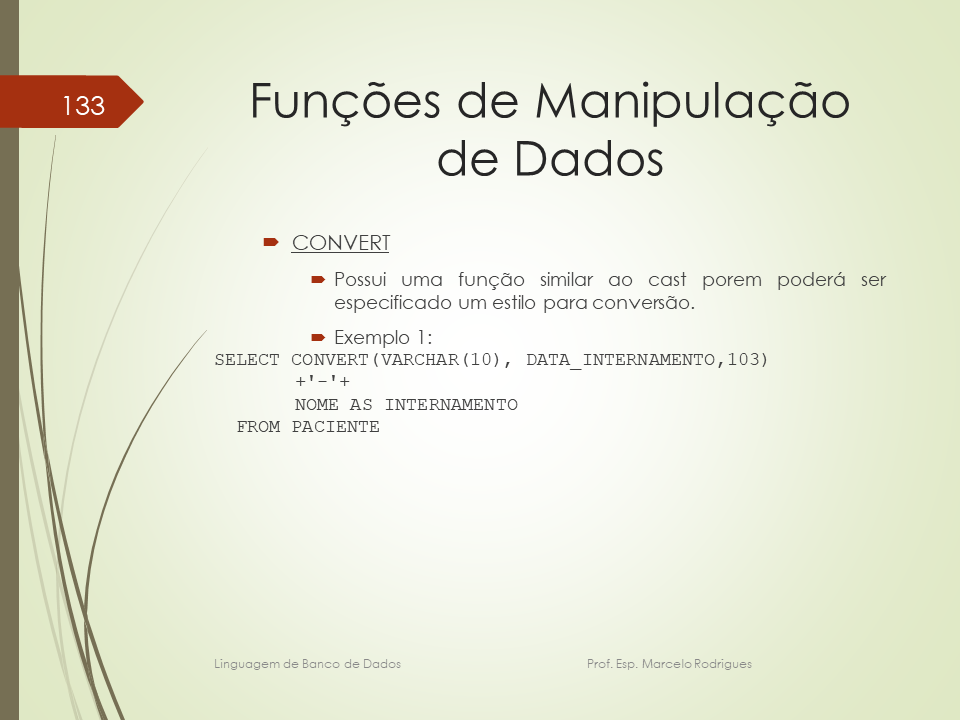 133
Funções de Manipulação
de Dados
CONVERT
Possui uma função similar ao cast porem poderá ser
especificado um estilo para conversão.
Exemplo 1:
SELECT CONVERT(VARCHAR(10), DATA_INTERNAMENTO,103)
+'-'+
NOME AS INTERNAMENTO
FROM PACIENTE
Linguagem de Banco de Dados
Prof. Esp. Marcelo Rodrigues